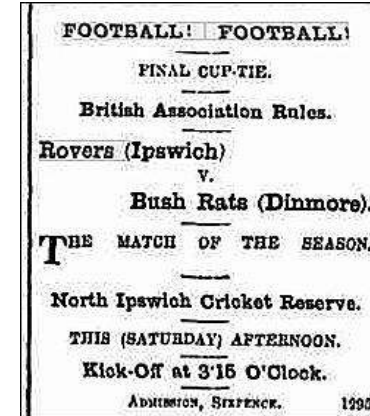 FOOTBALL! FOOTBALL!
FINAL CUP-TIE.
British Association Rules.
Rovers (Ipswich)
v.
Bush Rats (Dinmore).
THE MATCH OF THE SEASON.
North Ipswich Cricket Reserve.
THIS (SATURDAY) AFTERNOON.
Kick-Off at 3'15 O'Clock.
ADMISSION, SIXPENCE.